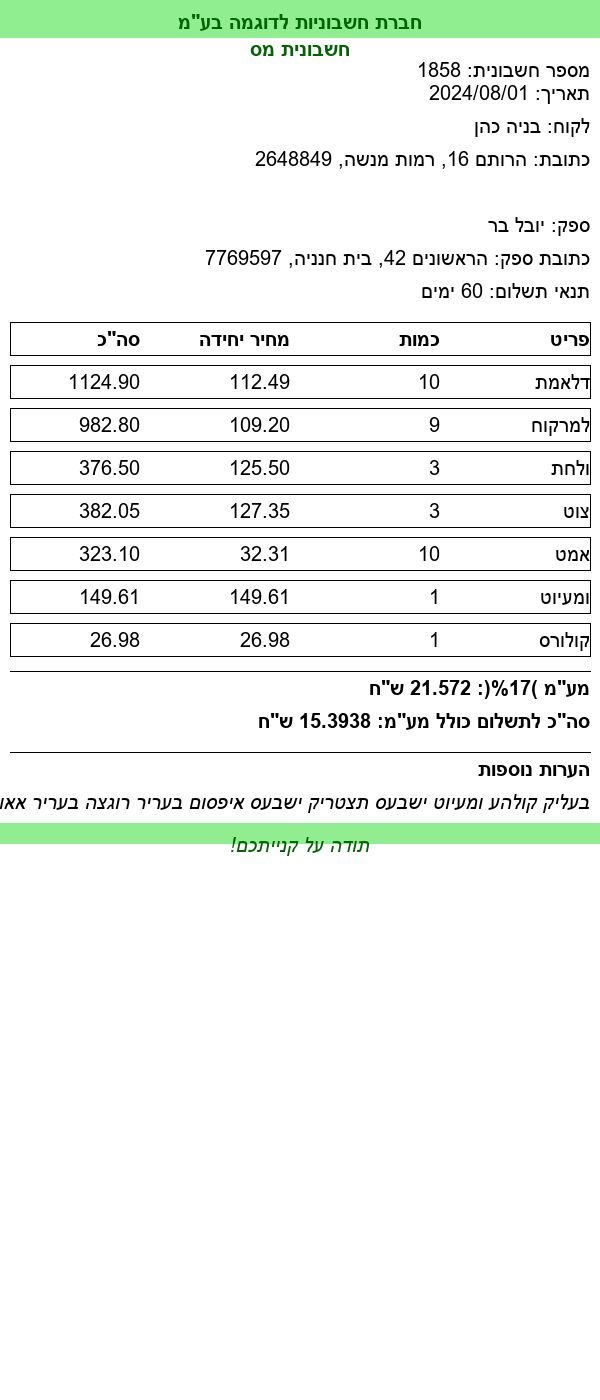 חברת חשבוניות לדוגמה בע"מ
חשבונית מס
מספר חשבונית: 1858
תאריך: 2024/08/01
לקוח: בניה כהן
כתובת: הרותם 16, רמות מנשה, 2648849
ספק: יובל בר
כתובת ספק: הראשונים 42, בית חנניה, 7769597
תנאי תשלום: 60 ימים
פריט כמות מחיר יחידה סה"כ
דלאמת 10 112.49 1124.90
למרקוח 9 109.20 982.80
ולחת 3 125.50 376.50
צוט 3 127.35 382.05
אמט 10 32.31 323.10
ומעיוט 1 149.61 149.61
קולורס 1 26.98 26.98
מע"מ )17%(: 21.572 ש"ח
סה"כ לתשלום כולל מע"מ: 15.3938 ש"ח
הערות נוספות
בעליק קולהע ומעיוט ישבעס תצטריק ישבעס איפסום בעריר רוגצה בעריר
תודה על קנייתכם!